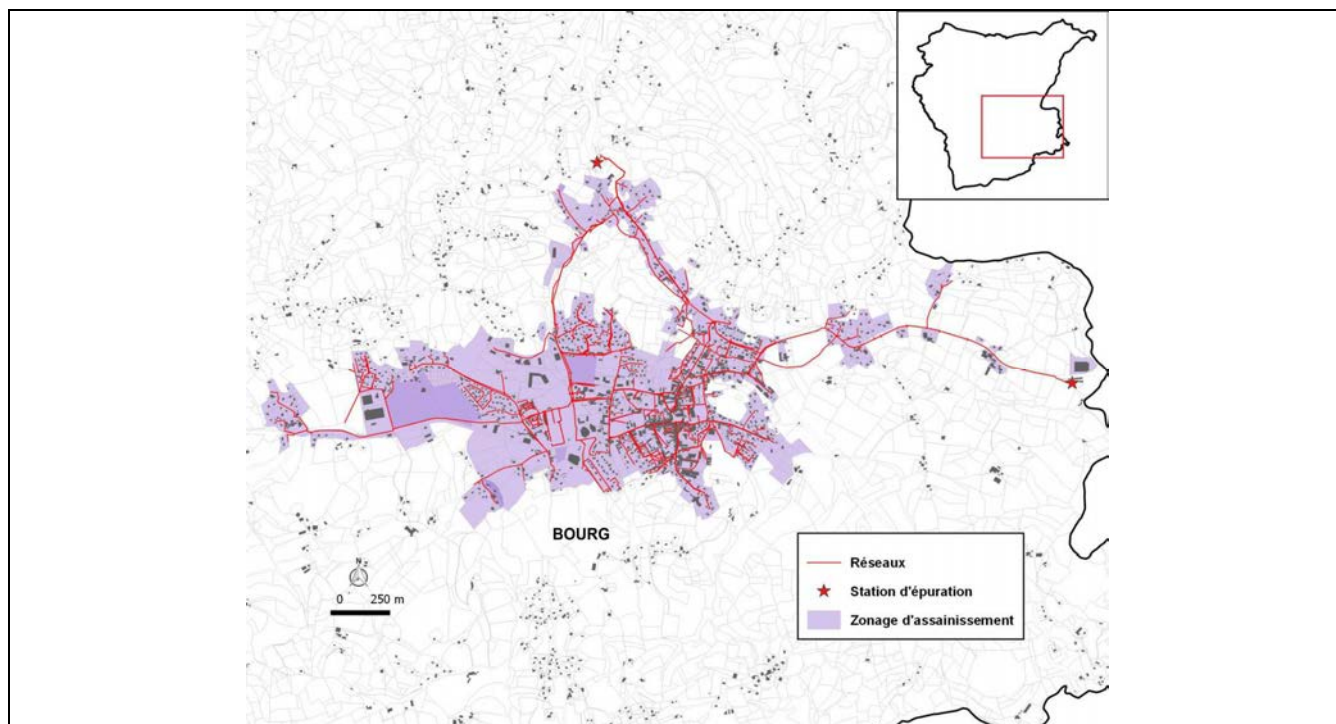 BOURG
N
Z
0 250 m
Réseaux
Station d'épuration
Zonage d'assainissement